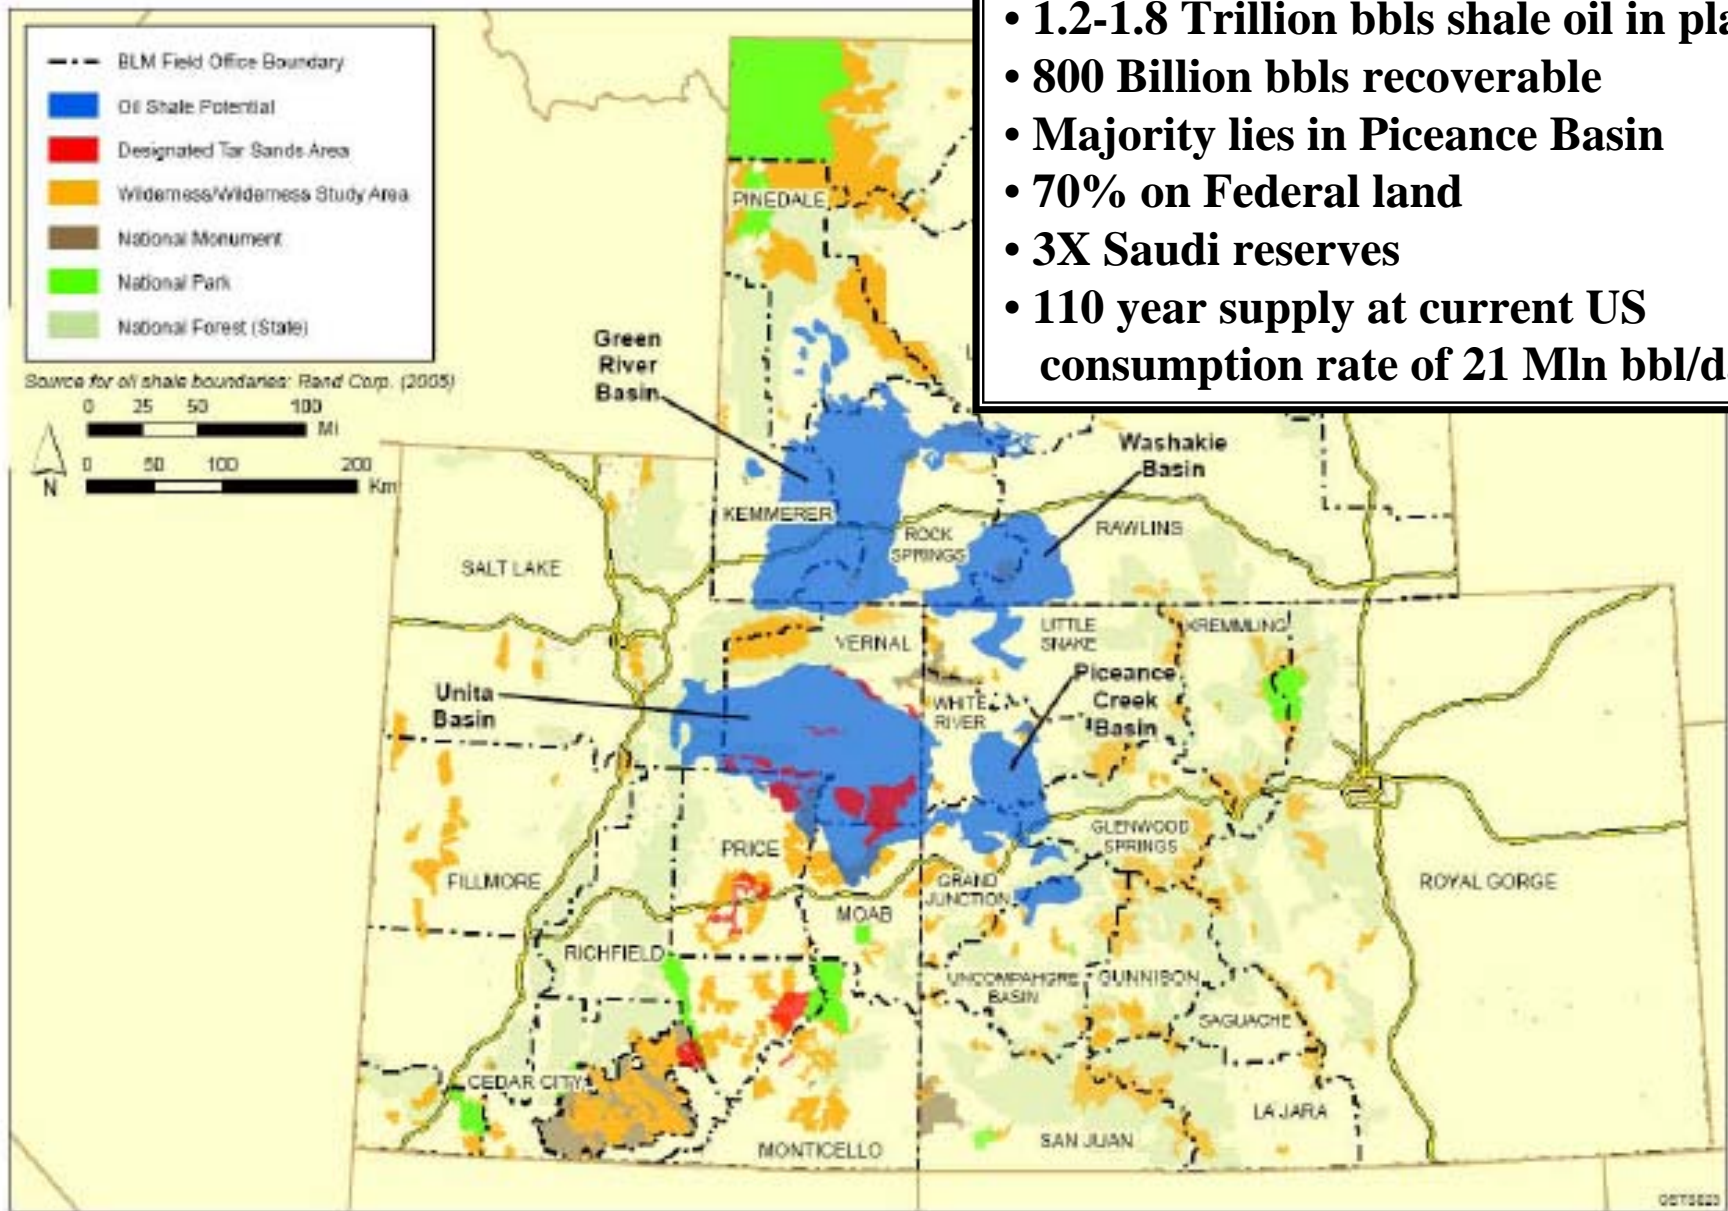 • 1.2-1.8 Trillion bbls shale oil in
• 800 Billion bbls recoverable
• Majority lies in Piceance Basin
• 70% on Federal land
• 3X Saudi reserves
• 110 year supply at current US
consumption rate of 21 Mln
BLM Field Office Boundary
Oil Shale Potential
Designated Tar Sands Area
Wilderness/Wilderness Study Area
National Monument
National Park
National Forest (State)
Source for oil shale boundaries: Rand Corp. (2005)
0 25 50 100
Mi
0 50 100 200
Km
N
PINEDALE
Green
River
Basin
Washakie
Basin
KEMMERER
ROCK
SPRINGS
RAWLINS
SALT LAKE
VERNAL
LITTLE
SNAKE
KREMMLING
Unita
Basin
WHITE
RIVER
Piceance
Creek
Basin
PRICE
GLENWOOD
SPRINGS
FILLMORE
GRAND
JUNCTION
ROYAL GORGE
MOAB
RICHFIELD
UNCOMPAHGRE
BASIN
GUNNISON
SAGUACHE
CEDAR CITY
LA JARA
MONTICELLO
SAN JUAN